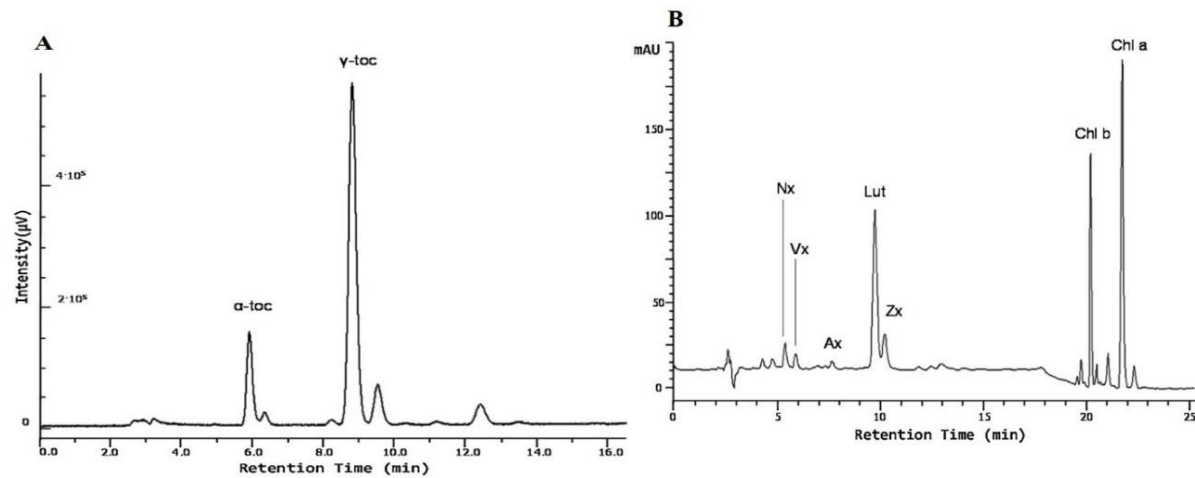 A
γ-toc
Intensity(μV)
4·10⁵
2·10⁵
0
α-toc
0.0 2.0 4.0 6.0 8.0 10.0 12.0 14.0 16.0
Retention Time (min)
B
mAU
150
100
50
0
Nx
Vx
Ax
Lut
Zx
Chl b
Chl a
0 5 10 15 20 25
Retention Time (min)